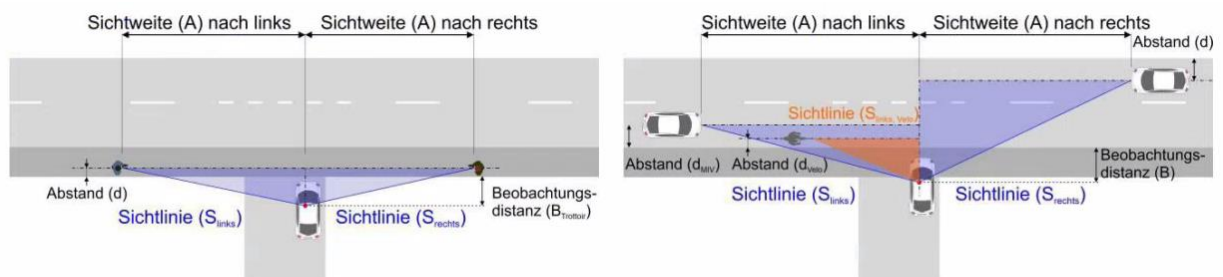 Sichtweite (A) nach links
Sichtweite (A) nach rechts
Abstand (d)
Sichtlinie (Slinks)
Sichtlinie (Srechts)
Beobachtungs-
distanz (BTrottoir)
Sichtweite (A) nach links
Sichtweite (A) nach rechts
Abstand (d)
Sichtlinie (Slinks, Velo)
Abstand (dMIV)
Abstand (dVelo)
Beobachtungs-
distanz (B)
Sichtlinie (Slinks)
Sichtlinie (Srechts)